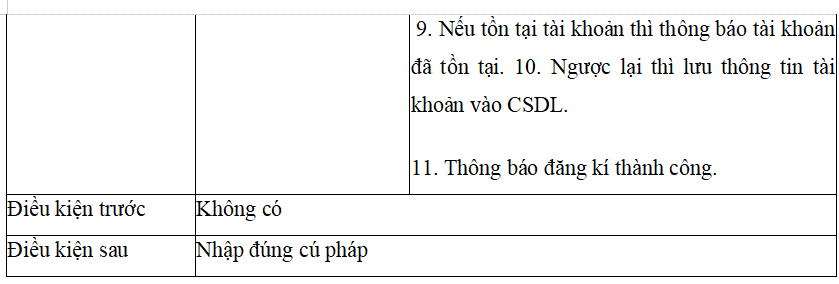 9. Nếu tồn tại tài khoản thì thông báo tài khoản
đã tồn tại. 10. Ngược lại thì lưu thông tin tài
khoản vào CSDL.
11. Thông báo đăng kí thành công.
Điều kiện trước Không có
Điều kiện sau Nhập đúng cú pháp